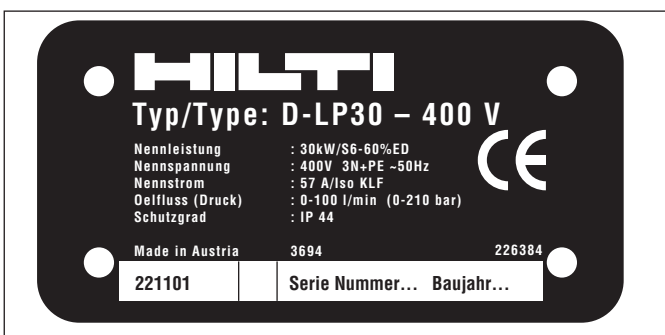 HILTI
Typ/Type: D-LP30 – 400 V
Nennleistung : 30kW/S6-60%ED
Nennspannung : 400V 3N+PE ~50Hz
Nennstrom : 57 A/Iso KLF
Oelfluss (Druck) : 0-100 l/min (0-210 bar)
Schutzgrad : IP 44
CE
Made in Austria 3694 226384
221101 Serie Nummer... Baujahr...